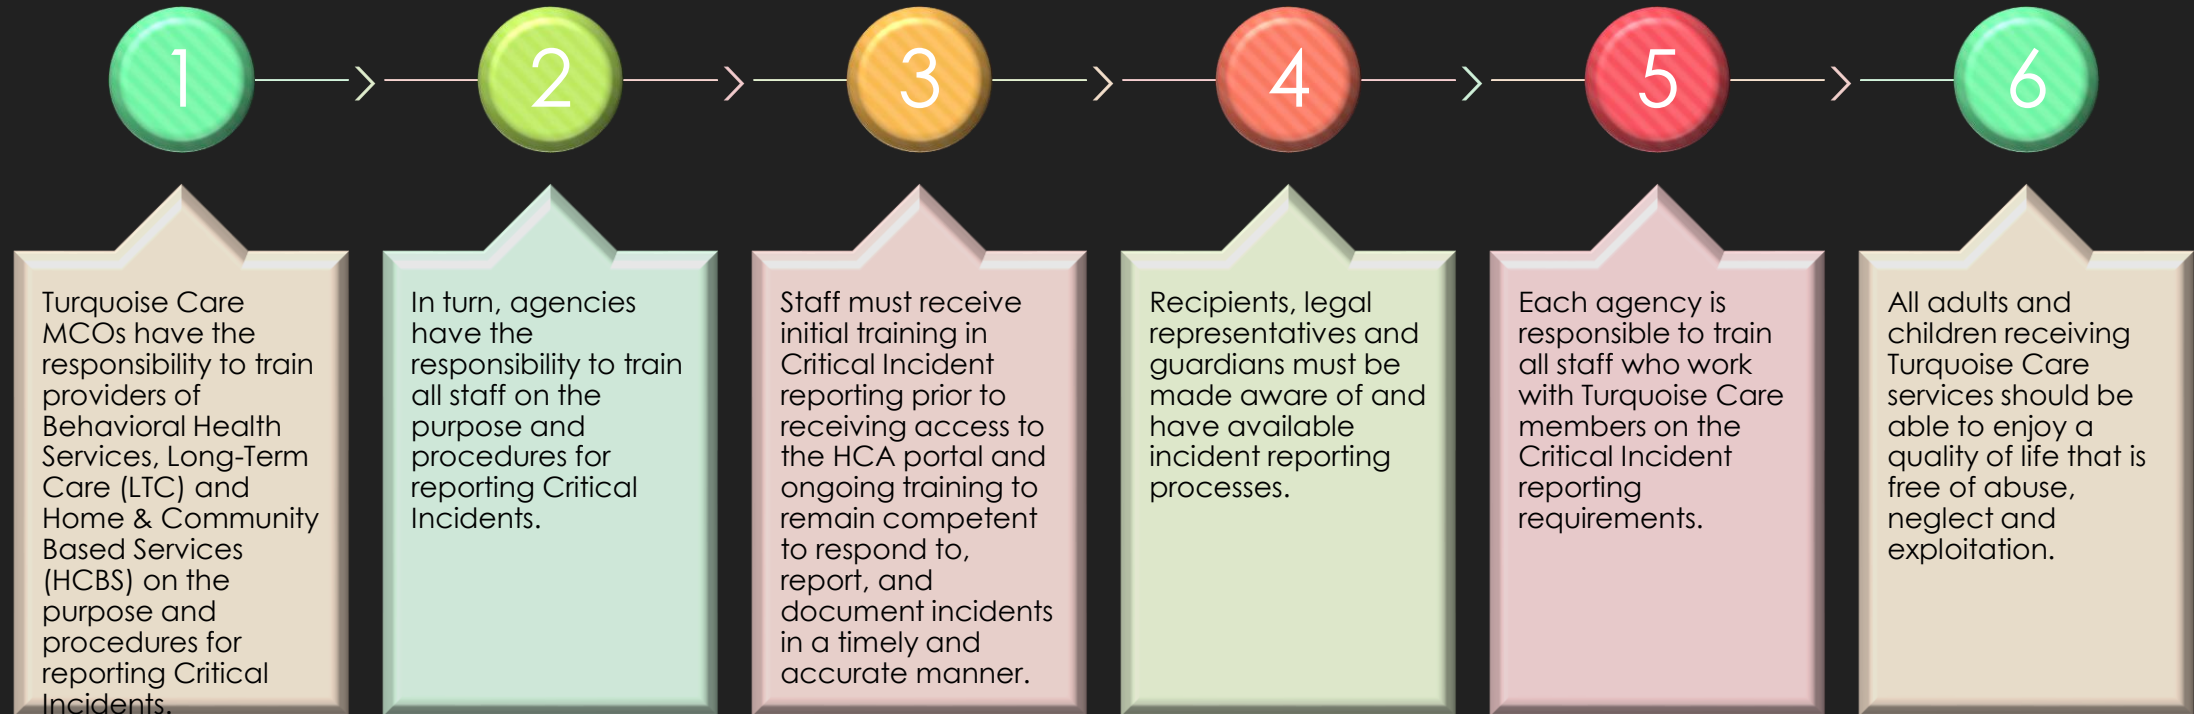 1
2
3
4
5
6
Turquoise Care
MCOs have the
responsibility to train
providers of
Behavioral Health
Services, Long-Term
Care (LTC) and
Home & Community
Based Services
(HCBS) on the
purpose and
procedures for
reporting Critical
Incidents.
In turn, agencies
have the
responsibility to train
all staff on the
purpose and
procedures for
reporting Critical
Incidents.
Staff must receive
initial training in
Critical Incident
reporting prior to
receiving access to
the HCA portal and
ongoing training to
remain competent
to respond to,
report, and
document incidents
in a timely and
accurate manner.
Recipients, legal
representatives and
guardians must be
made aware of and
have available
incident reporting
processes.
Each agency is
responsible to train
all staff who work
with Turquoise Care
members on the
Critical Incident
reporting
requirements.
All adults and
children receiving
Turquoise Care
services should be
able to enjoy a
quality of life that is
free of abuse,
neglect and
exploitation.